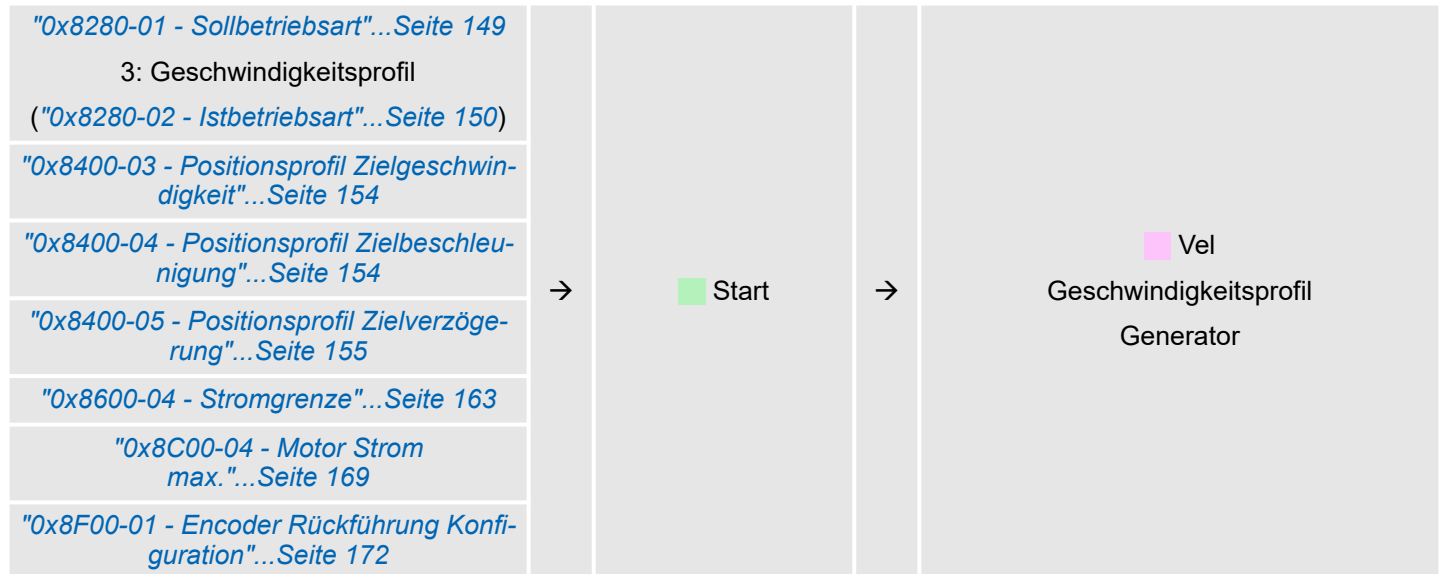 "0x8280-01 - Sollbetriebsart"...Seite 149
3: Geschwindigkeitsprofil
("0x8280-02 - Istbetriebsart"...Seite 150)
"0x8400-03 - Positionsprofil Zielgeschwin-
digkeit"...Seite 154
"0x8400-04 - Positionsprofil Zielbeschleu-
nigung"...Seite 154
"0x8400-05 - Positionsprofil Zielverzöge-
rung"...Seite 155
"0x8600-04 - Stromgrenze"...Seite 163
"0x8C00-04 - Motor Strom
max."...Seite 169
"0x8F00-01 - Encoder Rückführung Konfi-
guration"...Seite 172
→
Start
→
Vel
Geschwindigkeitsprofil
Generator